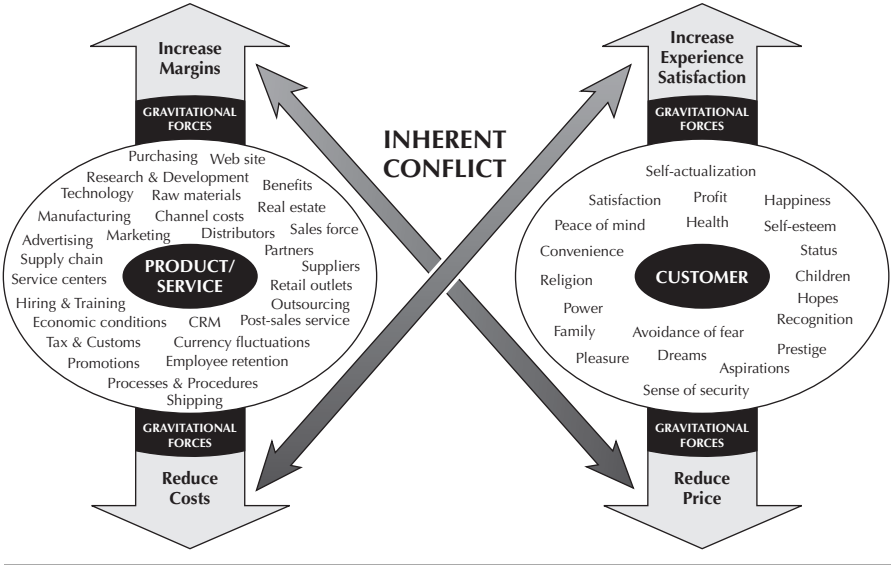 Increase
Margins
GRAVITATIONAL
FORCES
Purchasing Web site
Research & Development
Benefits
Technology Raw materials
Real estate
Manufacturing Channel costs
Sales force
Advertising Marketing Distributors
Partners
Supply chain
Suppliers
Service centers
Retail outlets
PRODUCT/
SERVICE
Hiring & Training
Outsourcing
Economic conditions CRM Post-sales service
Tax & Customs Currency fluctuations
Promotions Employee retention
Processes & Procedures
Shipping
GRAVITATIONAL
FORCES
Reduce
Costs
INHERENT
CONFLICT
Increase
Experience
Satisfaction
GRAVITATIONAL
FORCES
Self-actualization
Satisfaction Profit Happiness
Peace of mind Health Self-esteem
Convenience Status
CUSTOMER
Religion Children
Hopes
Power Recognition
Family Avoidance of fear
Pleasure Dreams Prestige
Aspirations
Sense of security
GRAVITATIONAL
FORCES
Reduce
Price